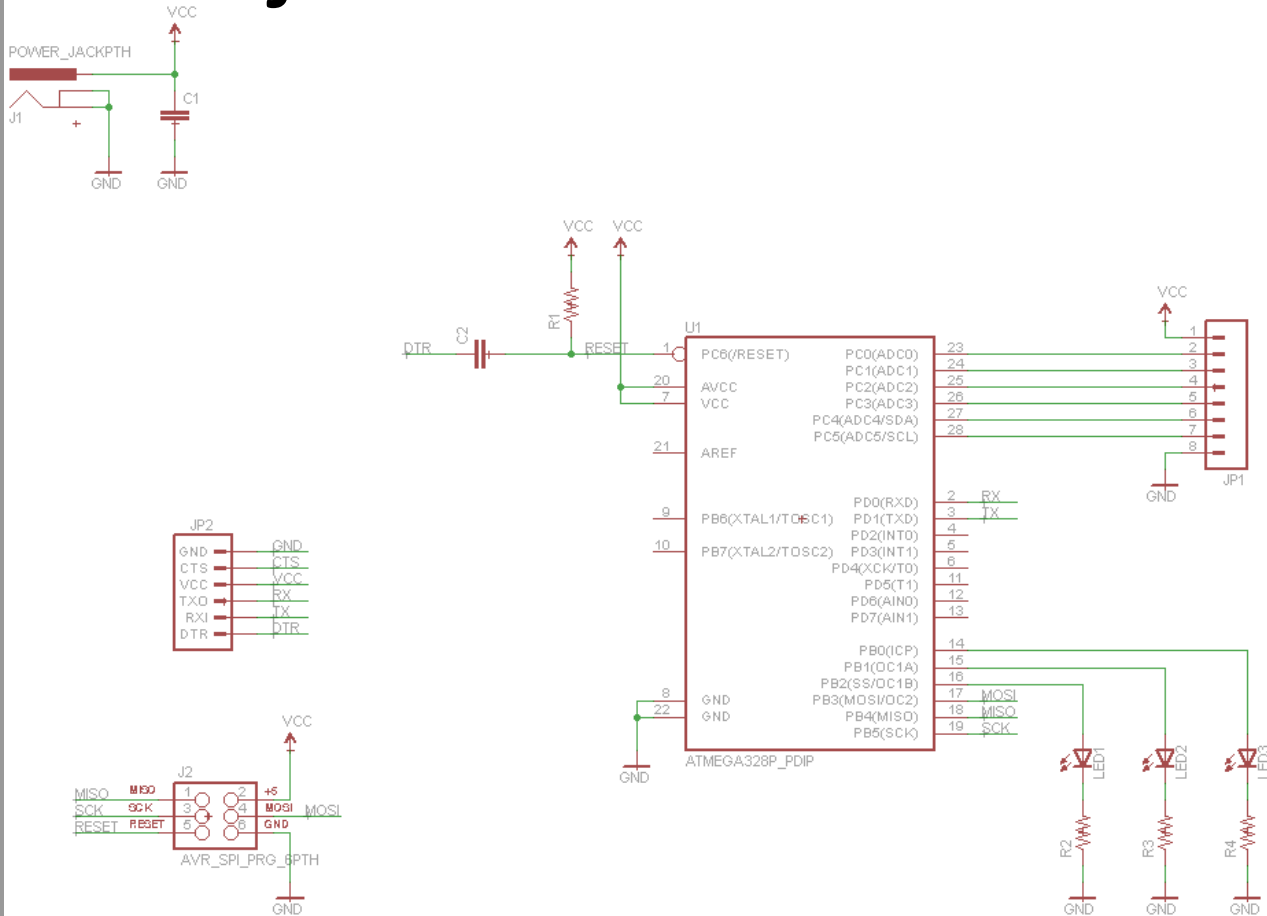 VCC
POWER_JACKPTH
C1
J1
GND
GND
VCC
VCC
VCC
C2
R1
U1
DTR
RESET
1
PC6(/RESET)
PC0(ADC0)
23
20
AVCC
PC1(ADC1)
24
7
VCC
PC2(ADC2)
25
PC3(ADC3)
26
PC4(ADC4/SDA)
27
PC5(ADC5/SCL)
28
21
AREF
1
2
3
4
5
6
7
8
JP1
GND
PD0(RXD)
2
RX
9
PB6(XTAL1/TOSC1)
PD1(TXD)
3
TX
PD2(INT0)
4
10
PB7(XTAL2/TOSC2)
PD3(INT1)
5
PD4(XCK/T0)
6
PD5(T1)
11
PD6(AIN0)
12
PD7(AIN1)
13
JP2
GND
GND
CTS
CTS
VCC
VCC
TXO
RX
RXI
TX
DTR
DTR
PB0(ICP)
14
PB1(OC1A)
15
PB2(SS/OC1B)
16
8
GND
PB3(MOSI/OC2)
17
MOSI
22
GND
PB4(MISO)
18
MISO
PB5(SCK)
19
SCK
GND
ATMEGA328P_PDIP
LED1
LED2
LED3
R2
R3
R4
GND
GND
GND
VCC
J2
MISO
MISO
1
2
+5
SCK
SCK
3
4
MOSI
MOSI
RESET
RESET
5
6
GND
AVR_SPI_PRG_6PTH
GND